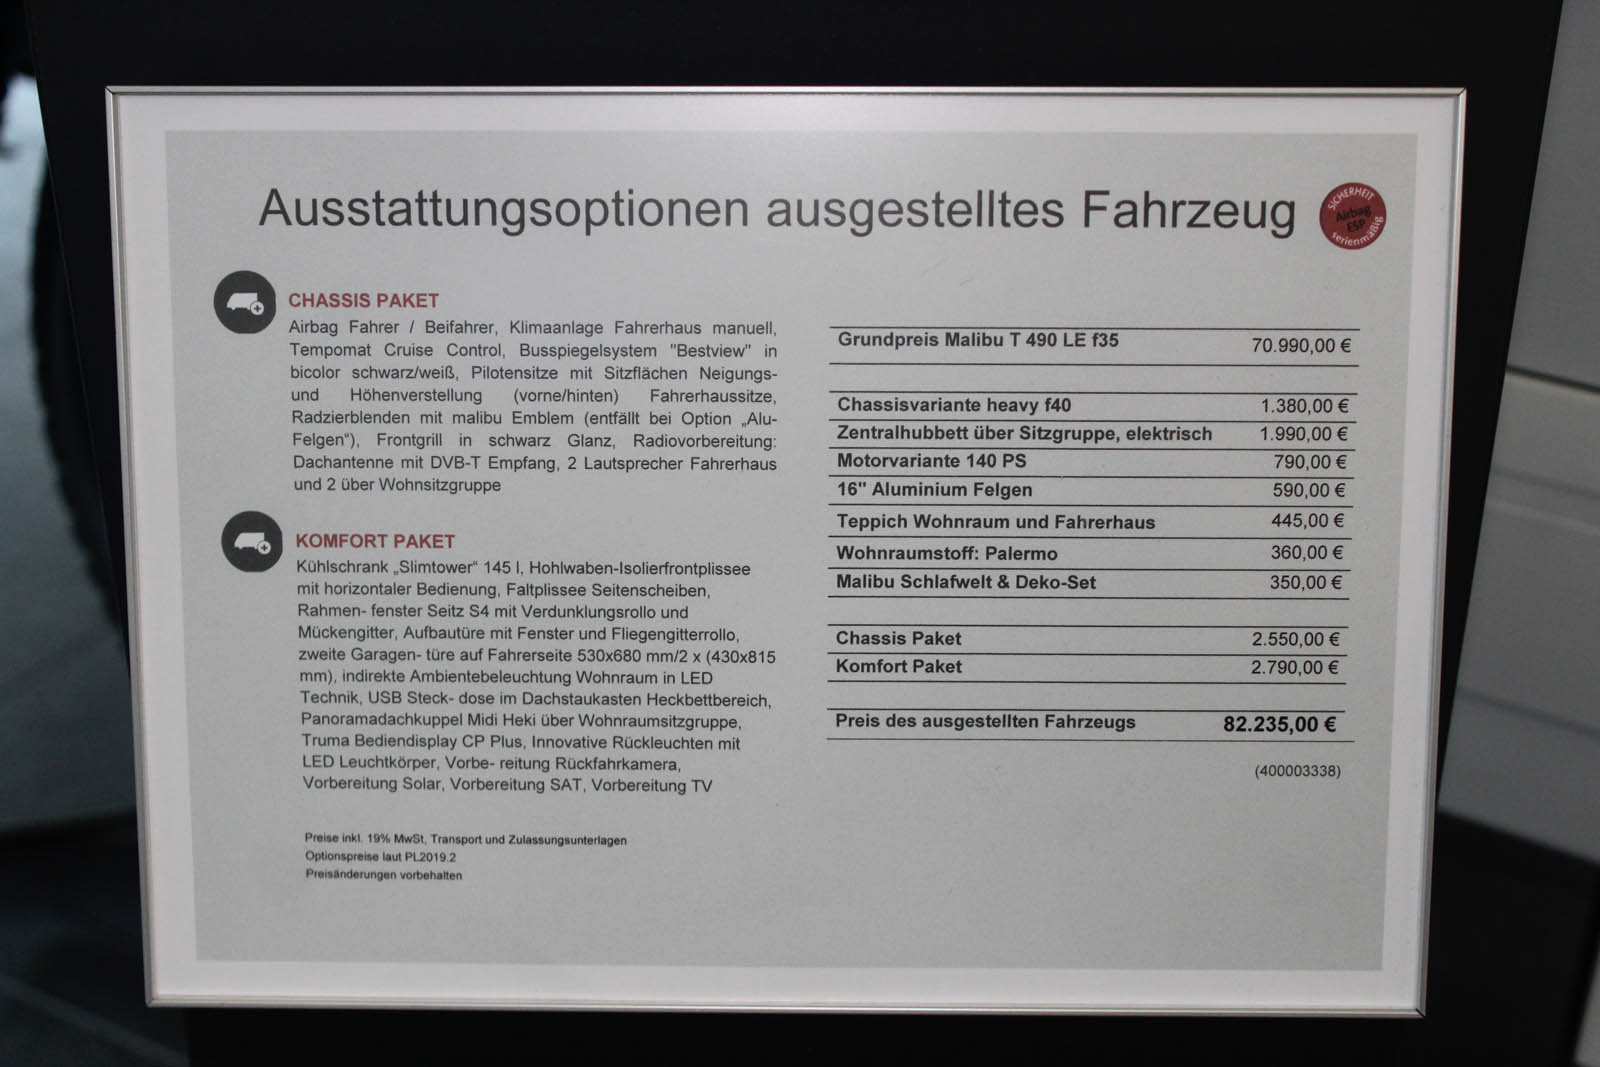 Ausstattungsoptionen ausgestelltes Fahrzeug
SICHERHEIT
Airbag
ESP
serienmäßig
CHASSIS PAKET
Airbag Fahrer / Beifahrer, Klimaanlage Fahrerhaus manuell,
Tempomat Cruise Control, Busspiegelsystem "Bestview" in
bicolor schwarz/weiß, Pilotensitze mit Sitzflächen Neigungs-
und Höhenverstellung (vorne/hinten) Fahrerhaussitze,
Radzierblenden mit malibu Emblem (entfällt bei Option „Alu-
Felgen“), Frontgrill in schwarz Glanz, Radiovorbereitung:
Dachantenne mit DVB-T Empfang, 2 Lautsprecher Fahrerhaus
und 2 über Wohnsitzgruppe
KOMFORT PAKET
Kühlschrank „Slimtower“ 145 l, Hohlwaben-Isolierfrontplissee
mit horizontaler Bedienung, Faltplissee Seitenscheiben,
Rahmen- fenster Seitz S4 mit Verdunklungsrollo und
Mückengitter, Aufbautüre mit Fenster und Fliegengitterrollo,
zweite Garagen- türe auf Fahrerseite 530x680 mm/2 x (430x815
mm), indirekte Ambientebeleuchtung Wohnraum in LED
Technik, USB Steck- dose im Dachstaukasten Heckbettbereich,
Panoramadachkuppel Midi Heki über Wohnraumsitzgruppe,
Truma Bediendisplay CP Plus, Innovative Rückleuchten mit
LED Leuchtkörper, Vorbe- reitung Rückfahrkamera,
Vorbereitung Solar, Vorbereitung SAT, Vorbereitung TV
Preise inkl. 19% MwSt, Transport und Zulassungsunterlagen
Optionspreise laut PL2019.2
Preisänderungen vorbehalten
Grundpreis Malibu T 490 LE f35 70.990,00 €
Chassisvariante heavy f40 1.380,00 €
Zentralhubbett über Sitzgruppe, elektrisch 1.990,00 €
Motorvariante 140 PS 790,00 €
16" Aluminium Felgen 590,00 €
Teppich Wohnraum und Fahrerhaus 445,00 €
Wohnraumstoff: Palermo 360,00 €
Malibu Schlafwelt & Deko-Set 350,00 €
Chassis Paket 2.550,00 €
Komfort Paket 2.790,00 €
Preis des ausgestellten Fahrzeugs 82.235,00 €
(400003338)